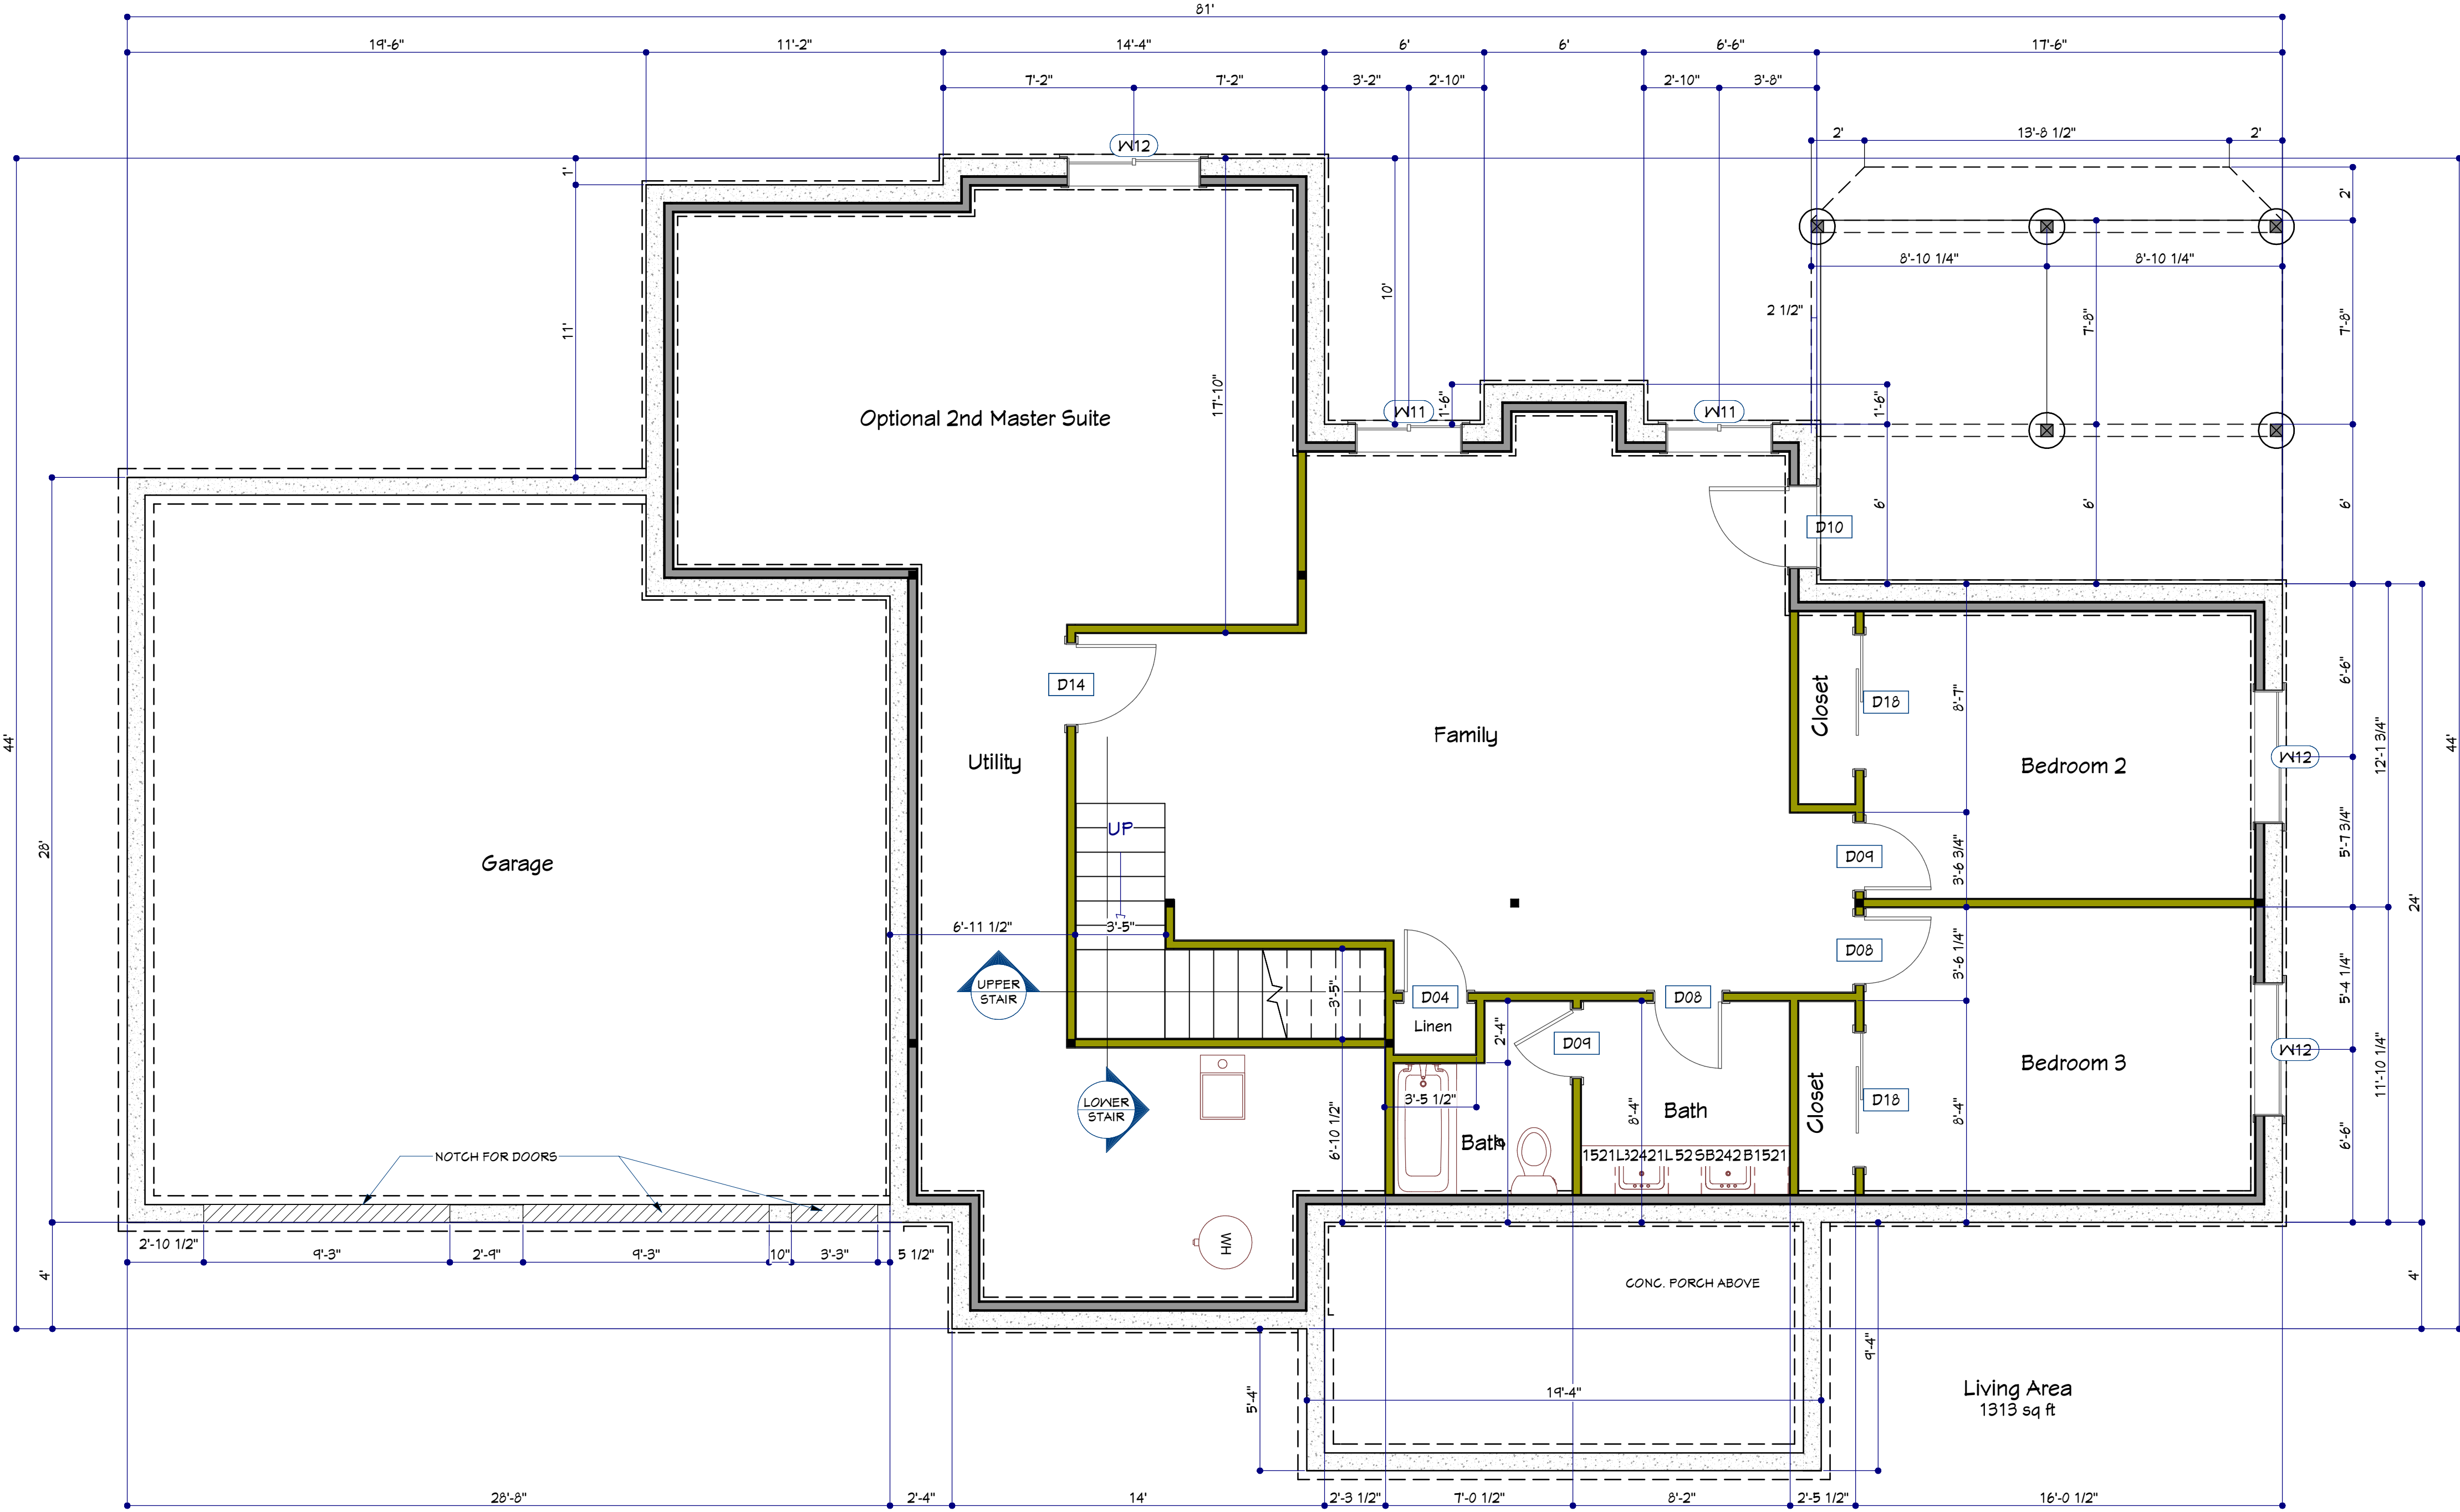 81'
19'-6" 11'-2" 14'-4" 6' 6' 6'-6" 17'-6"
7'-2" 7'-2" 3'-2" 2'-10" 2'-10" 3'-8"
2' 13'-8 1/2" 2'
W12
1'
2'
8'-10 1/4" 8'-10 1/4"
10'
2 1/2"
11'
7'-8"
7'-8"
17'-10"
1'-6"
1'-6"
W11
W11
Optional 2nd Master Suite
6'
6'
6'
D10
D14
Closet
D18
8'-7"
6'-6"
Utility
Family
Bedroom 2
W12
12'-1 3/4"
44'
44'
UP
28'
Garage
D09
3'-6 3/4"
5'-7 3/4"
24'
6'-11 1/2" 3'-5"
D08
3'-6 1/4"
UPPER
STAIR
3'-5"
D04
D08
5'-4 1/4"
Linen
2'-4"
D09
Bedroom 3
W12
11'-10 1/4"
LOWER
STAIR
3'-5 1/2"
6'-10 1/2"
8'-4"
Bath
Bath
Closet
D18
8'-4"
6'-6"
NOTCH FOR DOORS
1521L32421L52SB242B1521
2'-10 1/2" 9'-3" 2'-9" 9'-3" 10" 3'-3" 5 1/2"
WH
4'
4'
CONC. PORCH ABOVE
9'-4"
5'-4"
19'-4"
Living Area
1313 sq ft
28'-8" 2'-4" 14' 2'-3 1/2" 7'-0 1/2" 8'-2" 2'-5 1/2" 16'-0 1/2"